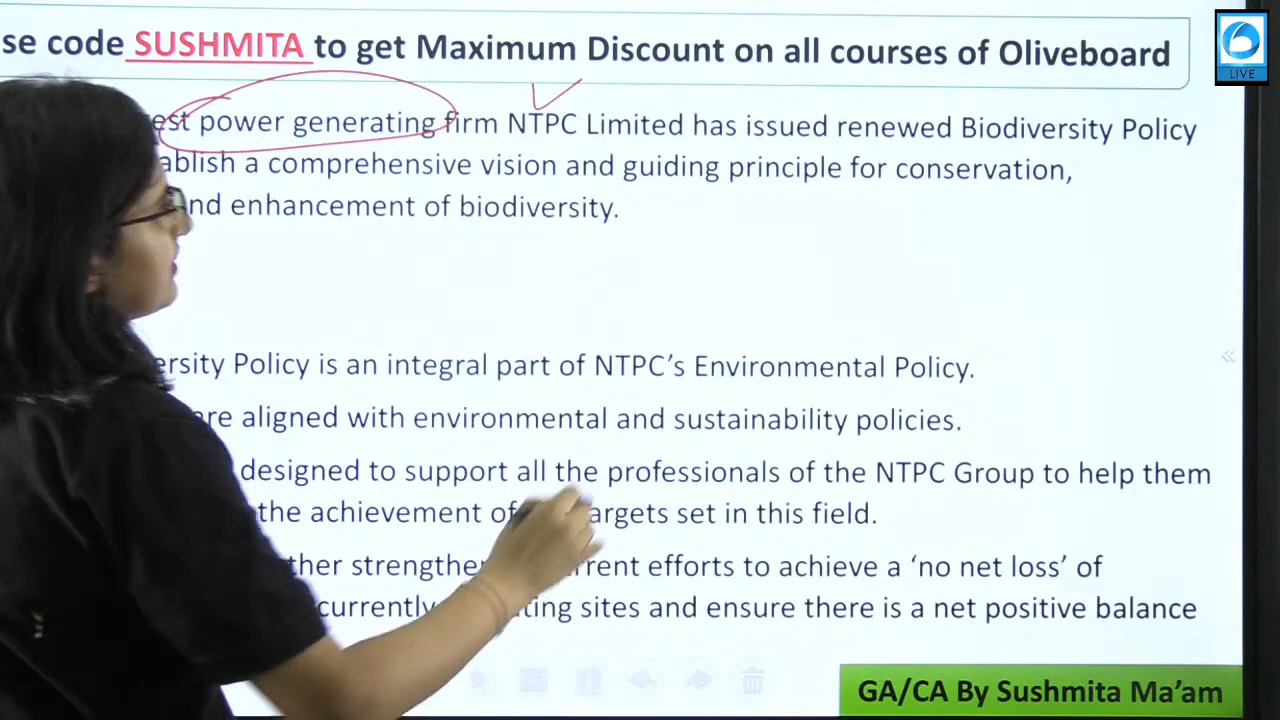 se code SUSHMITA to get Maximum Discount on all courses of Oliveboard
LIVE
est power generating firm NTPC Limited has issued renewed Biodiversity Policy
ablish a comprehensive vision and guiding principle for conservation,
nd enhancement of biodiversity.
ersity Policy is an integral part of NTPC’s Environmental Policy.
re aligned with environmental and sustainability policies.
designed to support all the professionals of the NTPC Group to help them
the achievement of argets set in this field.
ther strengthe rrent efforts to achieve a ‘no net loss’ of
currently ting sites and ensure there is a net positive balance
GA/CA By Sushmita Ma’am